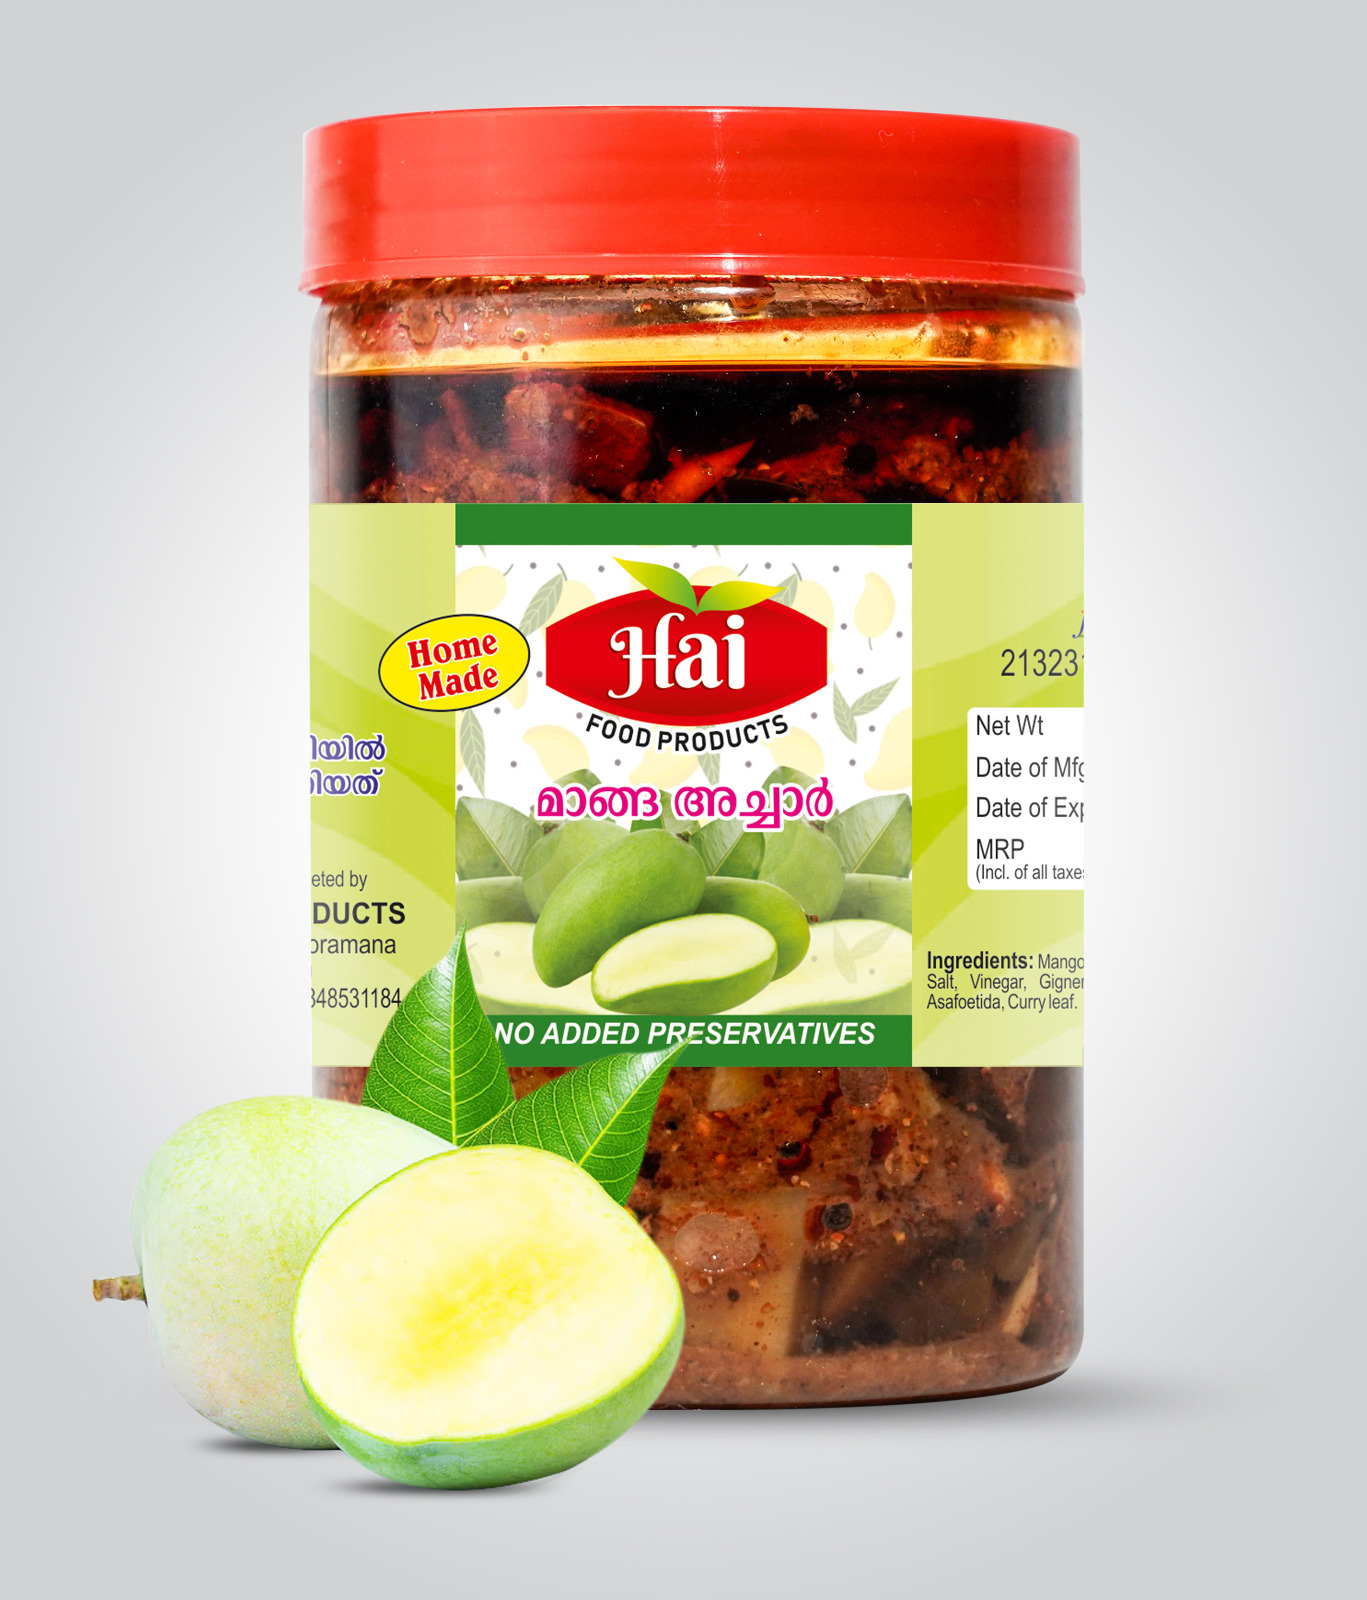 Home
Made
Hai
FOOD PRODUCTS
മാങ്ങ അച്ചാർ
NO ADDED PRESERVATIVES
യിൽ
യത്
eted by
DUCTS
oramana
348531184
21323
Net Wt
Date of Mfg
Date of Exp
MRP
(Incl. of all taxes
Ingredients: Mango
Salt, Vinegar, Gigner
Asafoetida, Curry leaf.